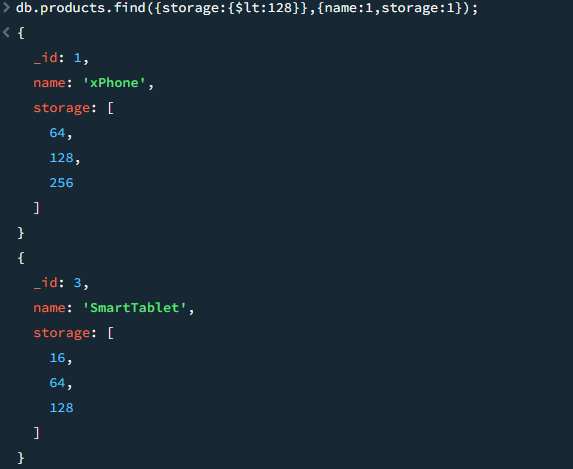 > db.products.find({storage:{$lt:128}},{name:1,storage:1});
< {
_id: 1,
name: 'xPhone',
storage: [
64,
128,
256
]
}
{
_id: 3,
name: 'SmartTablet',
storage: [
16,
64,
128
]
}